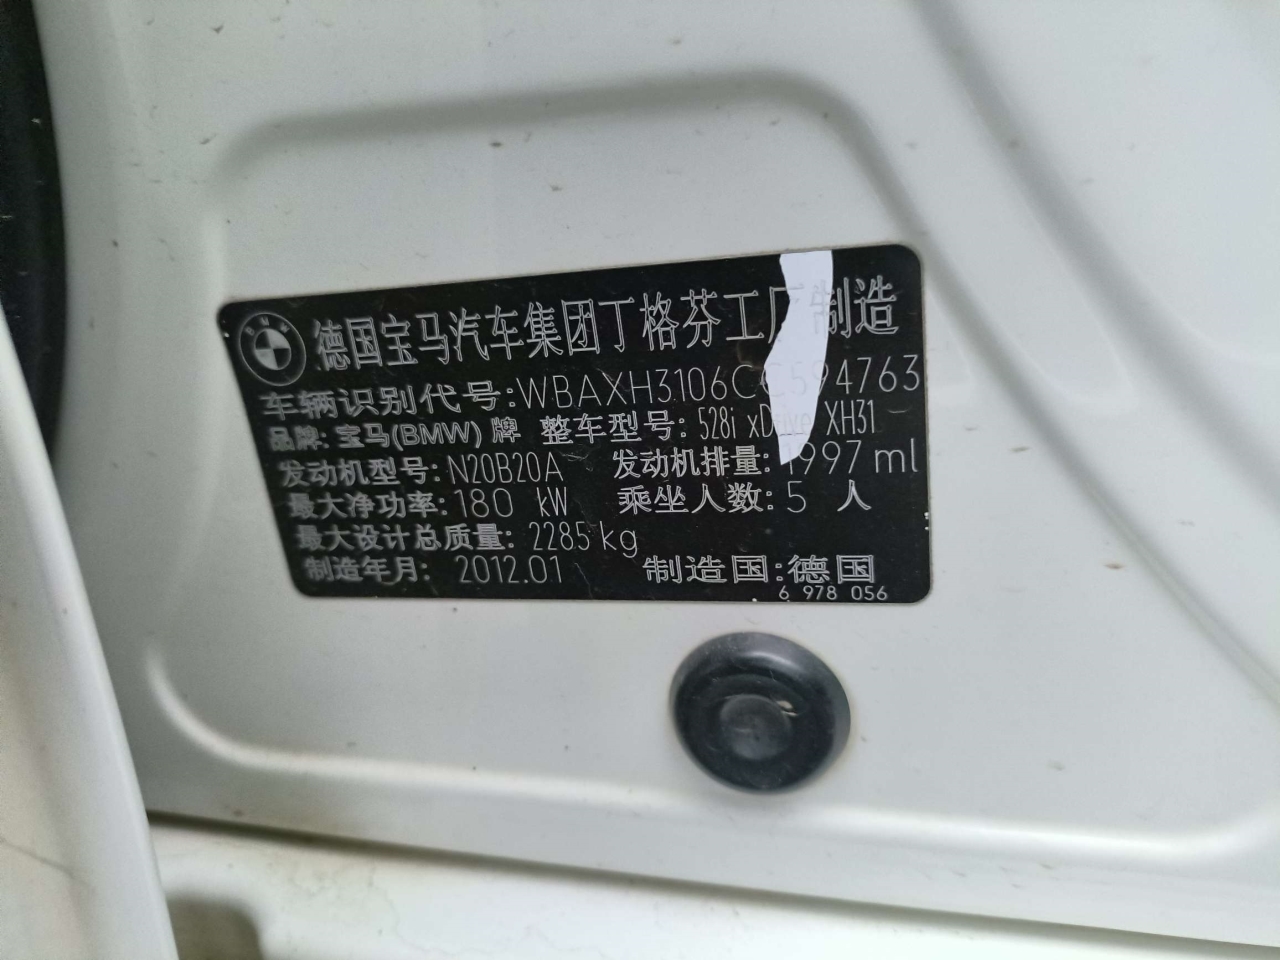 德国宝马汽车集团丁格芬工厂制造
车辆识别代号:WBAXH3106CC594763
品牌:宝马(BMW)牌 整车型号:528i xDrive XH31
发动机型号:N20B20A 发动机排量:1997 ml
最大净功率:180 kW 乘坐人数:5 人
最大设计总质量:2285 kg
制造年月:2012.01 制造国:德国
6 978 056